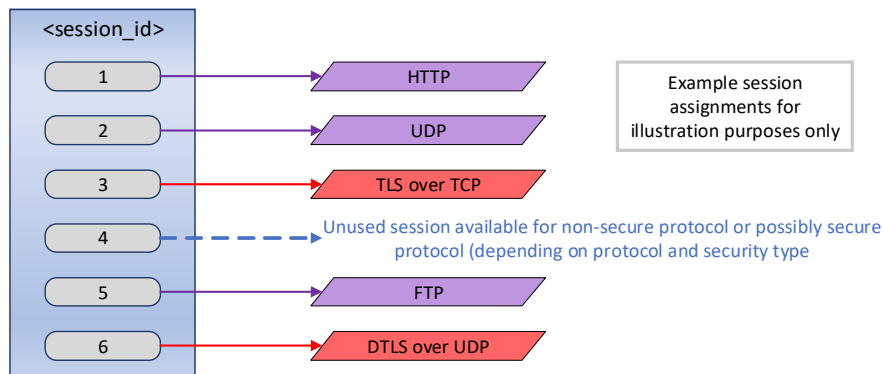 <session_id>
1
HTTP
Example session
assignments for
illustration purposes only
2
UDP
3
TLS over TCP
4
Unused session available for non-secure protocol or possibly secure
protocol (depending on protocol and security type
5
FTP
6
DTLS over UDP